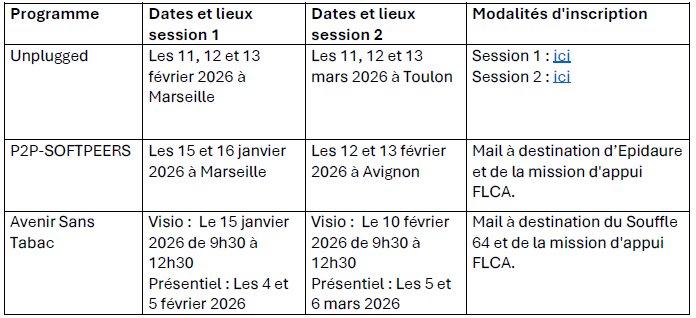 Programme
Dates et lieux
session 1
Dates et lieux
session 2
Modalités d'inscription
Unplugged
Les 11, 12 et 13
février 2026 à
Marseille
Les 11, 12 et 13
mars 2026 à Toulon
Session 1 : ici
Session 2 : ici
P2P-SOFTPEERS
Les 15 et 16 janvier
2026 à Marseille
Les 12 et 13 février
2026 à Avignon
Mail à destination d’Epidaure
et de la mission d'appui
FLCA.
Avenir Sans
Tabac
Visio : Le 15 janvier
2026 de 9h30 à
12h30
Présentiel : Les 4 et
5 février 2026
Visio : Le 10 février
2026 de 9h30 à
12h30
Présentiel : Les 5 et
6 mars 2026
Mail à destination du Souffle
64 et de la mission d'appui
FLCA.